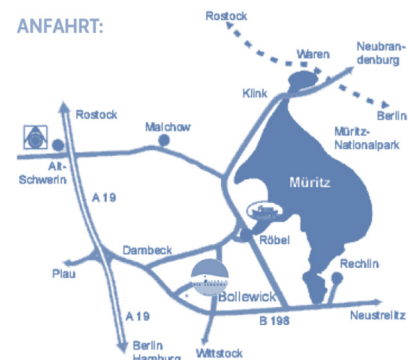 ANFAHRT:
Rostock
Waren
Neubran-
denburg
Klink
Berlin
Rostock
Malchow
Müritz-
Nationalpark
Alt-
Schwerin
Müritz
A 19
Röbel
Dambeck
Rechlin
Plau
Bollewick
A 19
B 198
Neustrelitz
Berlin
Hamburg
Wittstock